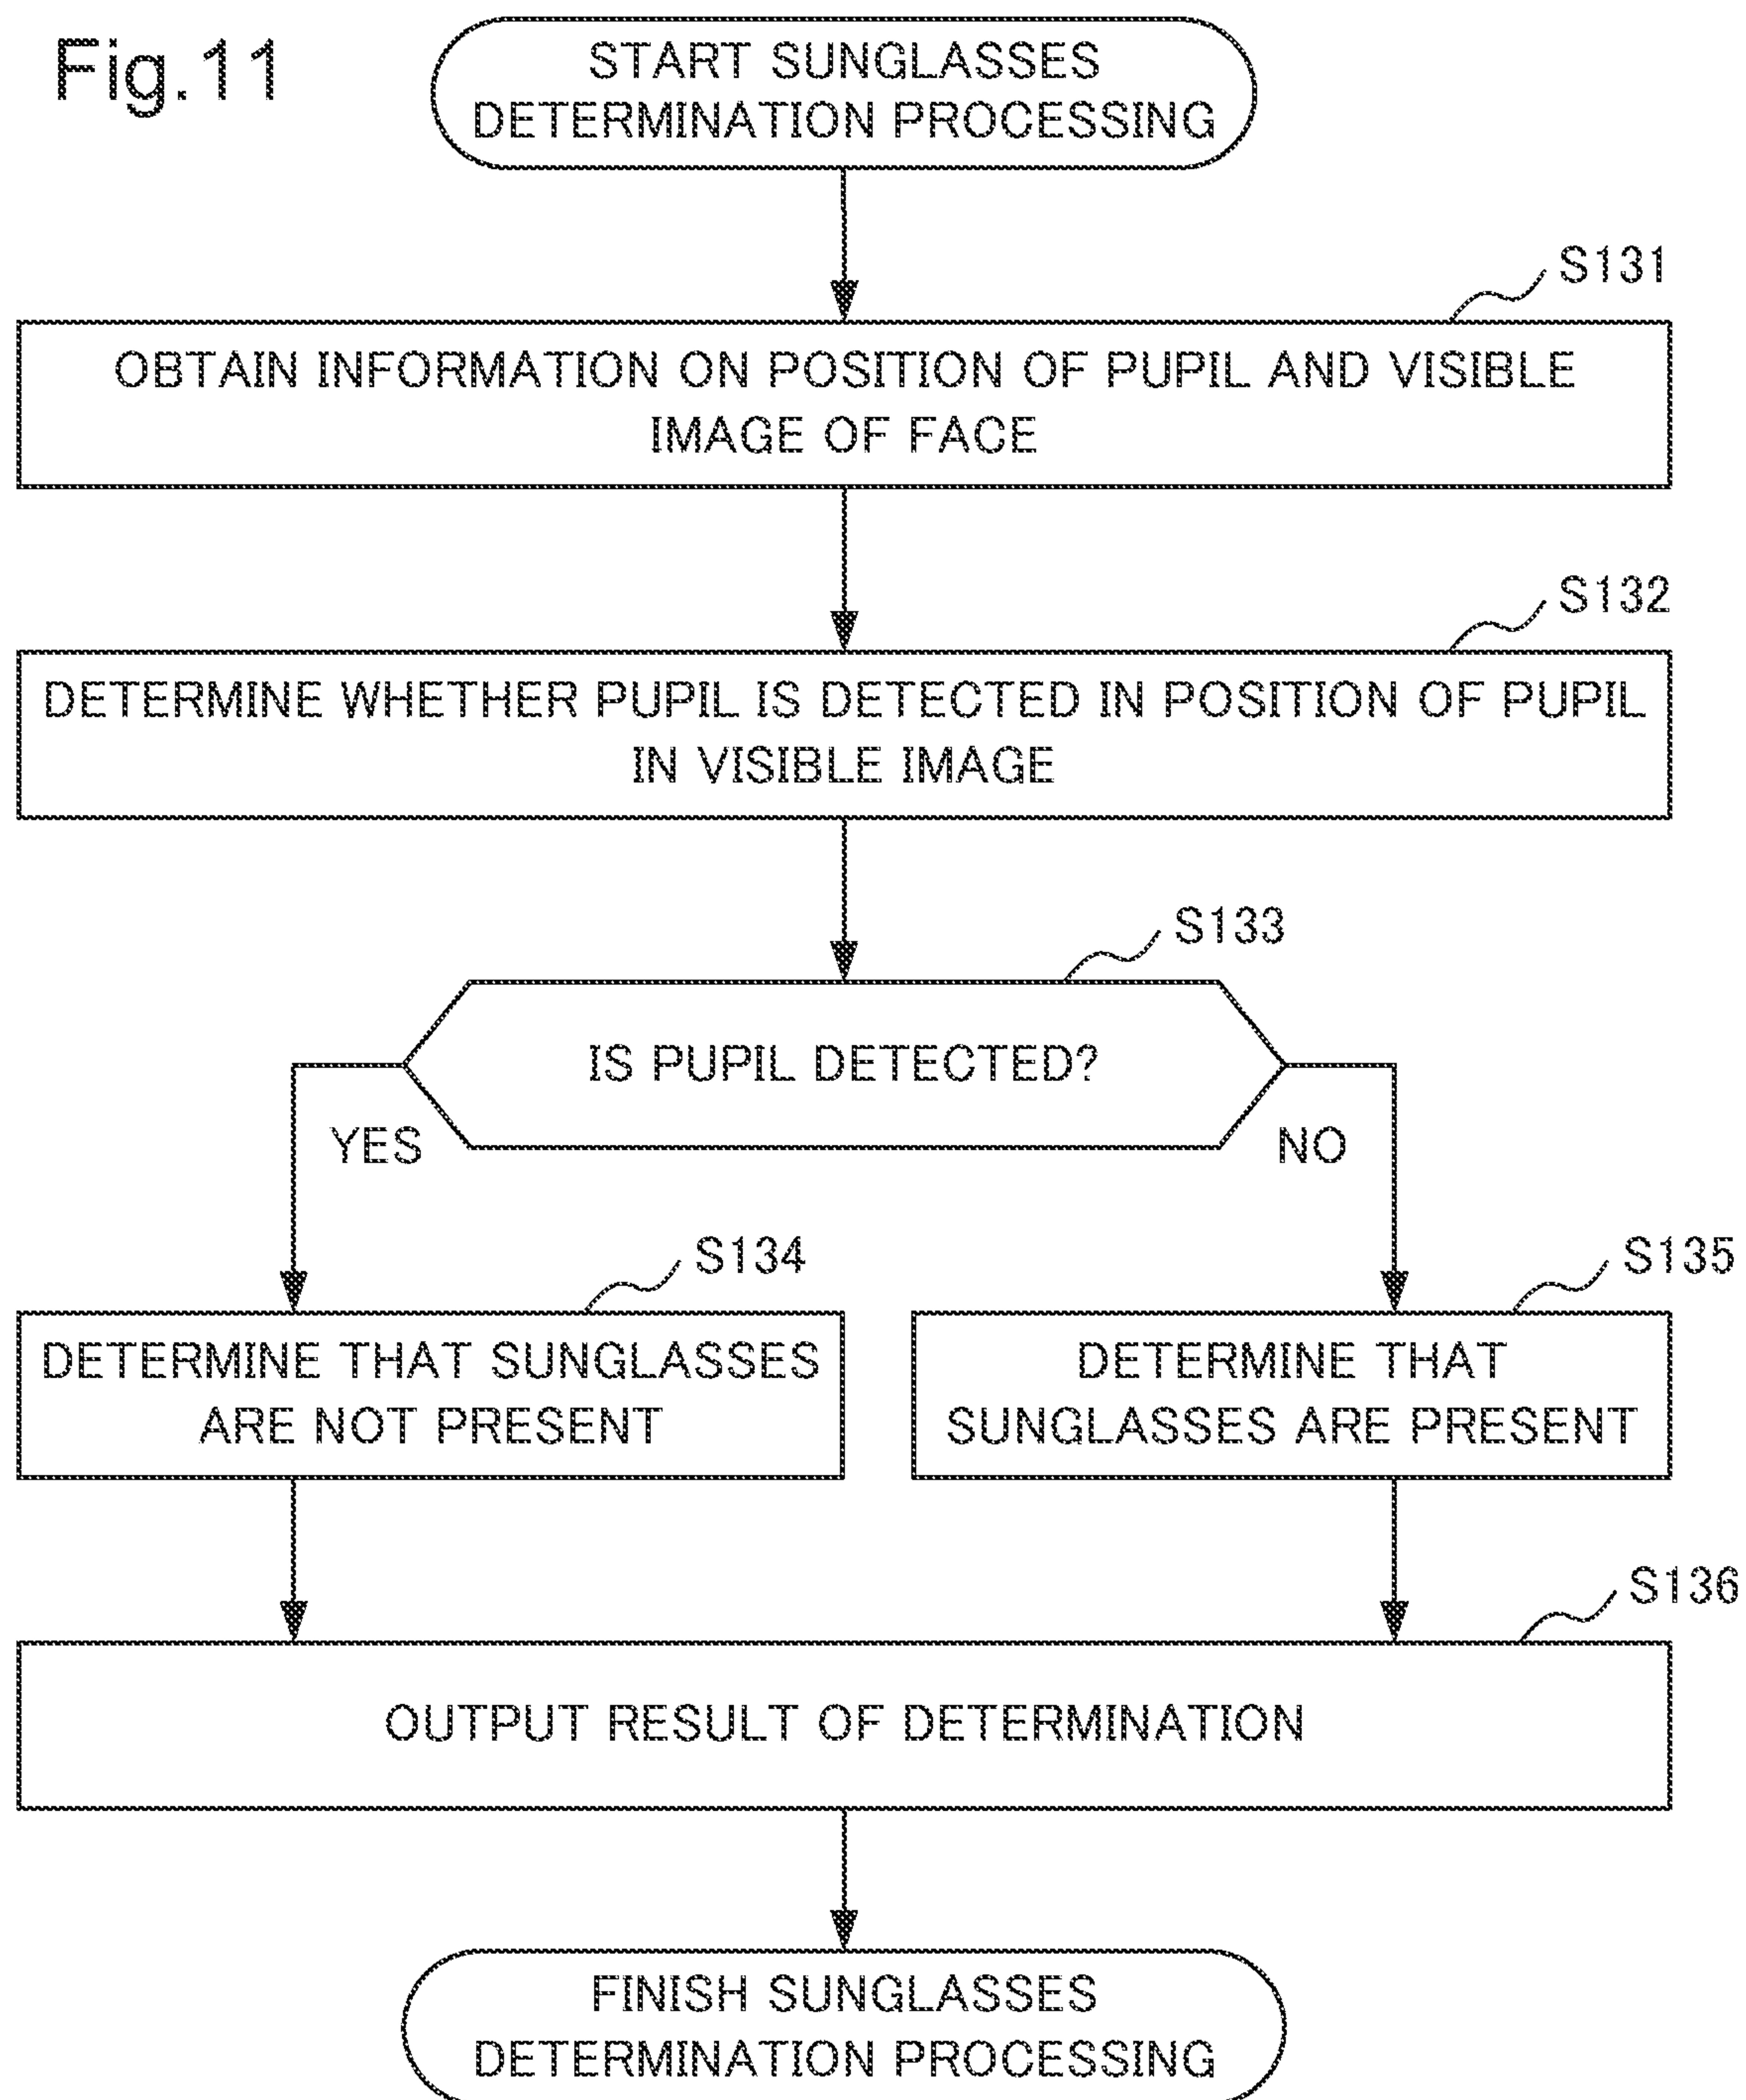 Fig.11
START SUNGLASSES
DETERMINATION PROCESSING
S131
OBTAIN INFORMATION ON POSITION OF PUPIL AND VISIBLE
IMAGE OF FACE
S132
DETERMINE WHETHER PUPIL IS DETECTED IN POSITION OF PUPIL
IN VISIBLE IMAGE
S133
IS PUPIL DETECTED?
YES
NO
S134
DETERMINE THAT SUNGLASSES
ARE NOT PRESENT
S135
DETERMINE THAT
SUNGLASSES ARE PRESENT
S136
OUTPUT RESULT OF DETERMINATION
FINISH SUNGLASSES
DETERMINATION PROCESSING